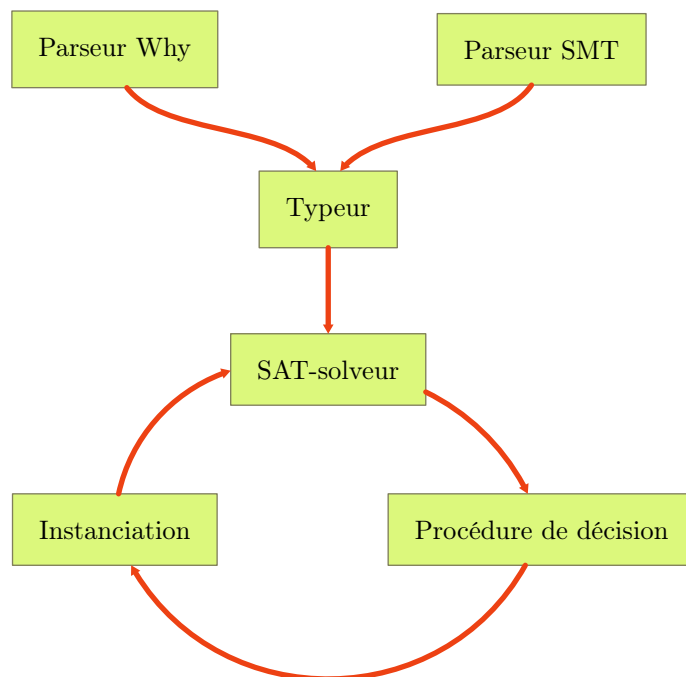 Parseur Why
Parseur SMT
Typeur
SAT-solveur
Instanciation
Procédure de décision